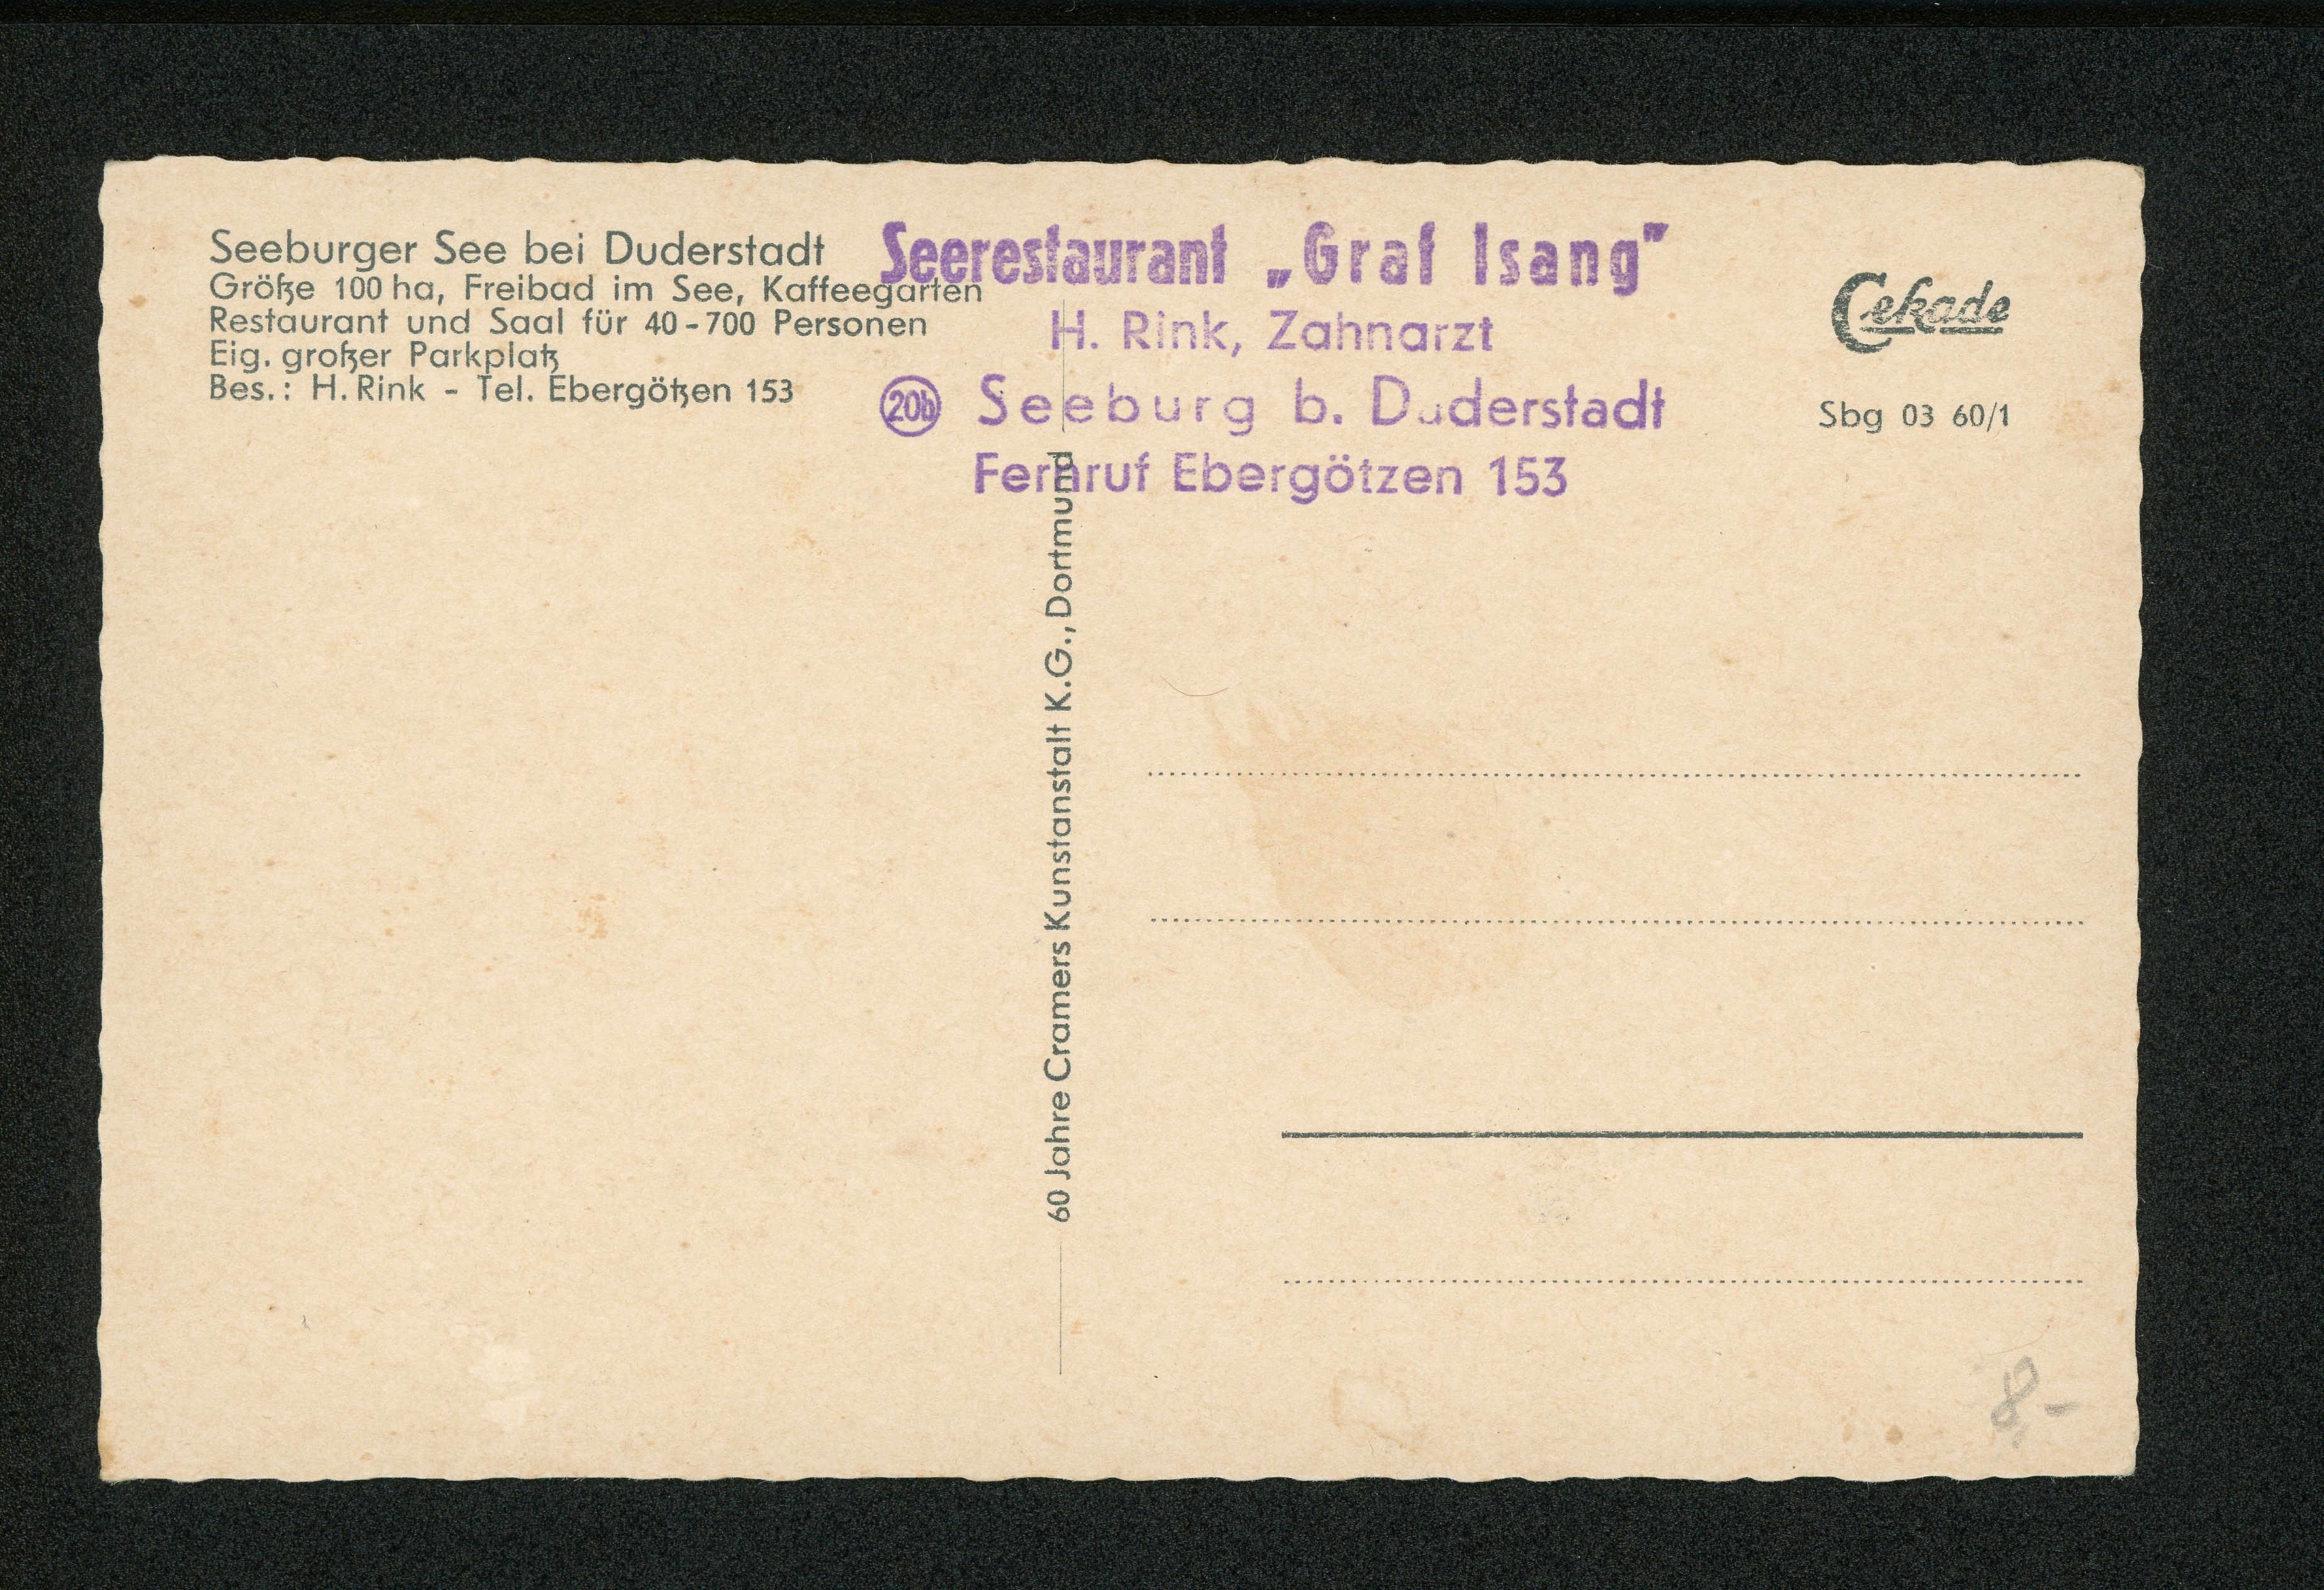 Seeburger See bei Duderstadt
Größe 100 ha, Freibad im See, Kaffeegarten
Restaurant und Saal für 40-700 Personen
Eig. großer Parkplatz
Bes.: H. Rink - Tel. Ebergötzen 153
Seerestaurant „Graf Isang"
H. Rink, Zahnarzt
20b Seeburg b. Duderstadt
Fernruf Ebergötzen 153
Cekade
Sbg 03 60/1
60 Jahre Cramers Kunstanstalt K.G., Dortmund
8,-